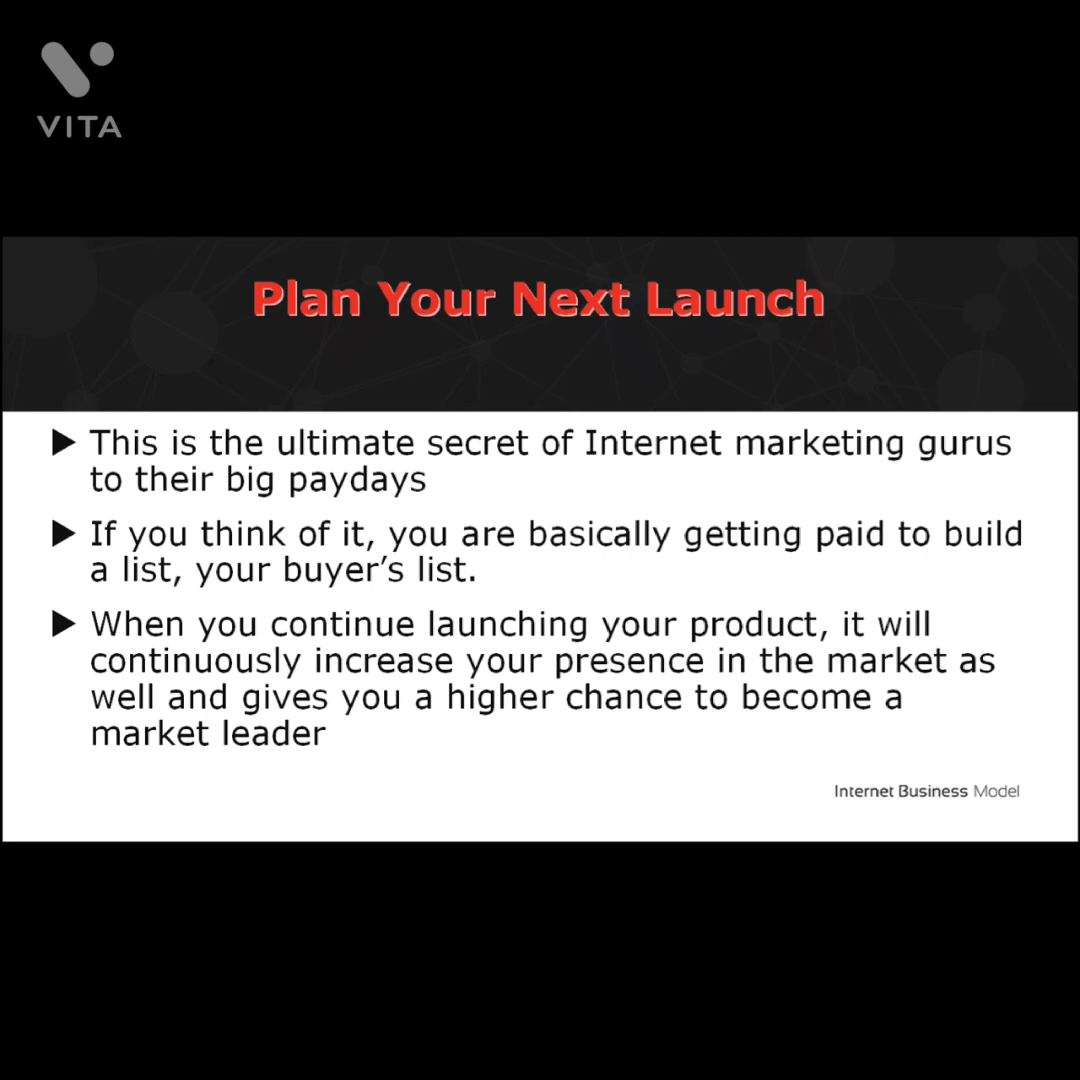 VITA
Plan Your Next Launch
▶ This is the ultimate secret of Internet marketing gurus
to their big paydays
▶ If you think of it, you are basically getting paid to build
a list, your buyer’s list.
▶ When you continue launching your product, it will
continuously increase your presence in the market as
well and gives you a higher chance to become a
market leader
Internet Business Model